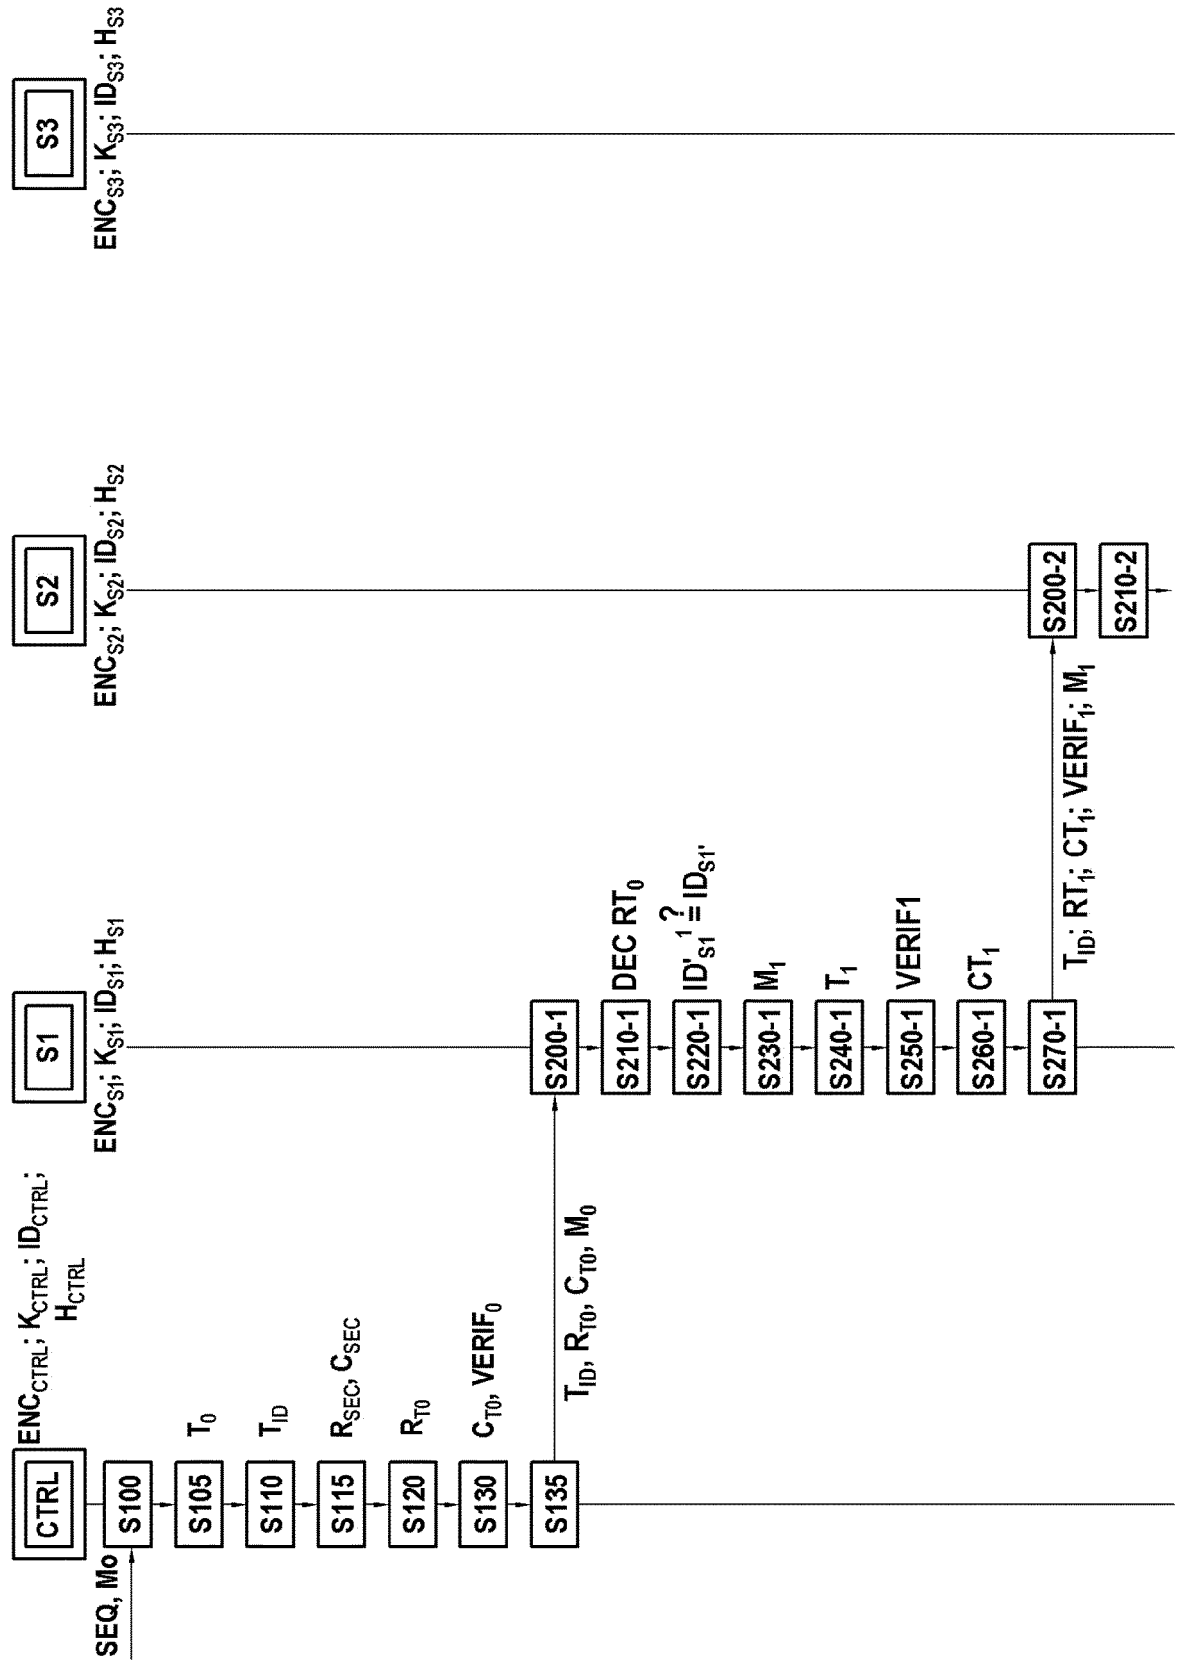 CTRL
ENC_CTRL; K_CTRL; ID_CTRL;
H_CTRL
S1
ENC_S1; K_S1; ID_S1; H_S1
S2
ENC_S2; K_S2; ID_S2; H_S2
S3
ENC_S3; K_S3; ID_S3; H_S3
SEQ, Mo
S100
S105
T_0
S110
T_ID
S115
R_SEC, C_SEC
S120
R_T0
S130
C_T0, VERIF_0
S135
T_ID, R_T0, C_T0, M_0
S200-1
S210-1
DEC RT_0
S220-1
ID'_S1^1 ?= ID_S1'
S230-1
M_1
S240-1
T_1
S250-1
VERIF1
S260-1
CT_1
S270-1
T_ID; RT_1; CT_1; VERIF_1; M_1
S200-2
S210-2